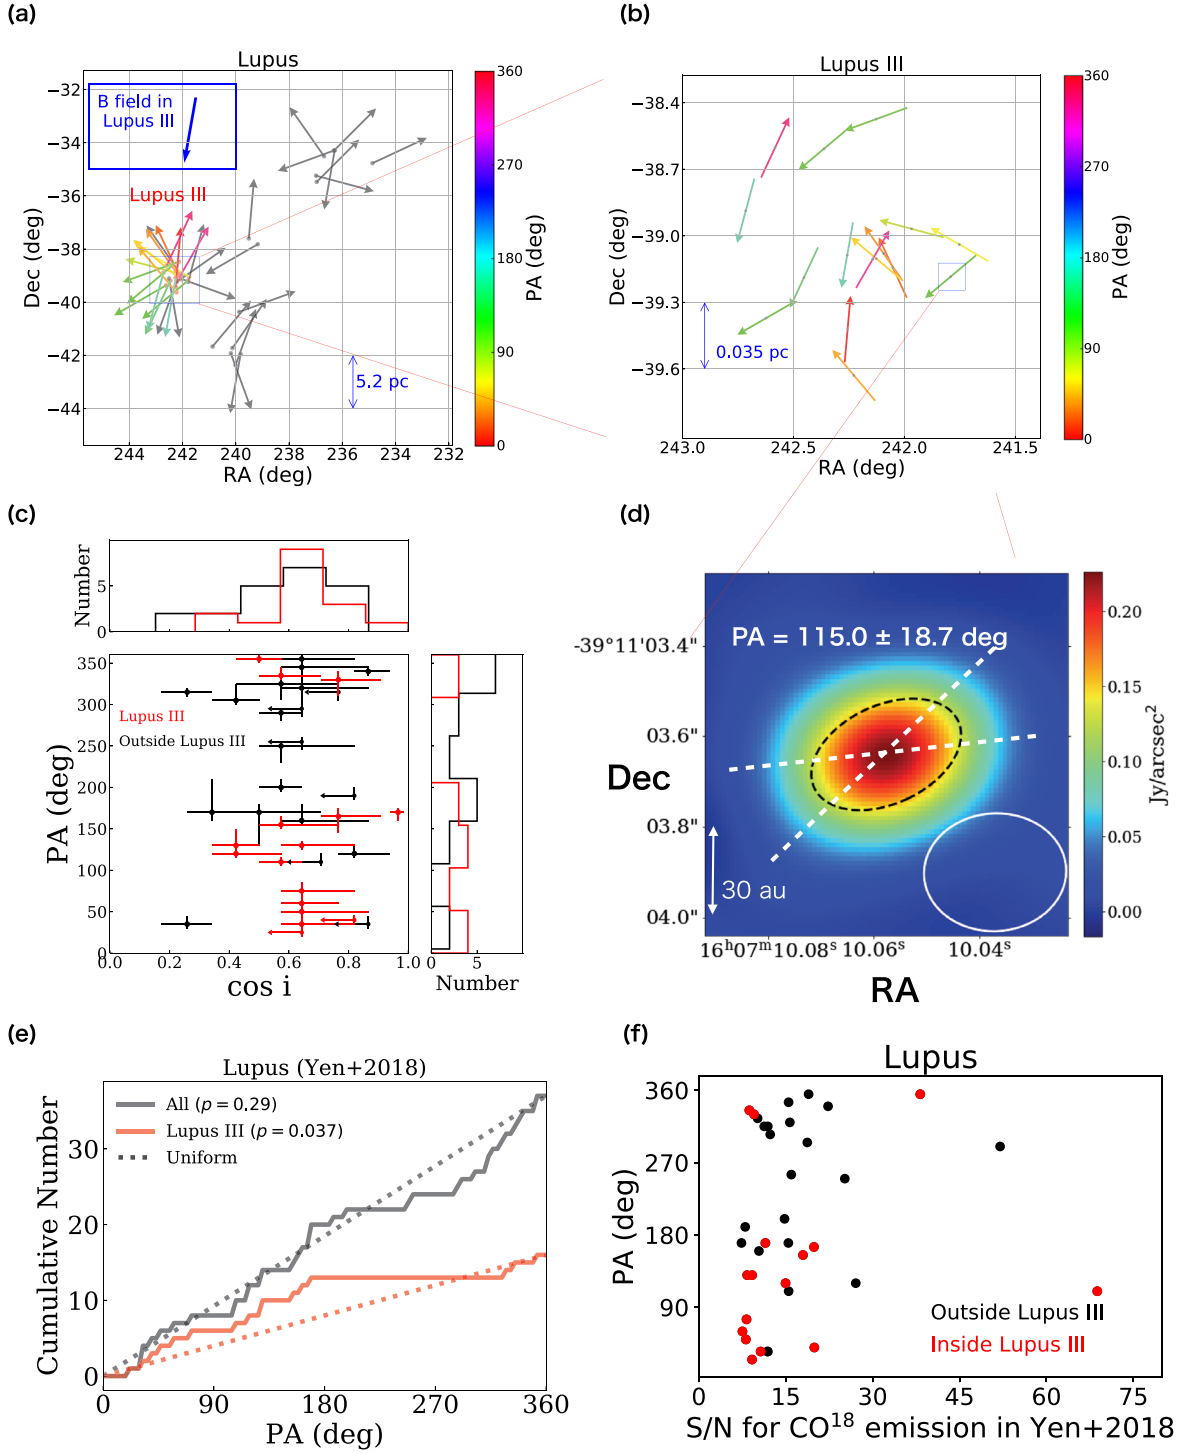 (a)
Lupus
−32
−34
−36
−38
−40
−42
−44
Dec (deg)
B field in
Lupus III
Lupus III
5.2 pc
244 242 240 238 236 234 232
RA (deg)
360
270
180
90
0
PA (deg)
(b)
Lupus III
−38.4
−38.7
−39.0
−39.3
−39.6
Dec (deg)
0.035 pc
243.0 242.5 242.0 241.5
RA (deg)
360
270
180
90
0
PA (deg)
(c)
Number
5
0
350
300
250
200
150
100
50
0
PA (deg)
Lupus III
Outside Lupus III
0.0 0.2 0.4 0.6 0.8 1.0
cos i
0 5
Number
(d)
PA = 115.0 ± 18.7 deg
-39°11'03.4"
03.6"
03.8"
04.0"
Dec
30 au
16ʰ07ᵐ10.08ˢ 10.06ˢ 10.04ˢ
RA
0.20
0.15
0.10
0.05
0.00
Jy/arcsec²
(e)
Lupus (Yen+2018)
All (p = 0.29)
Lupus III (p = 0.037)
Uniform
30
20
10
0
Cumulative Number
0 90 180 270 360
PA (deg)
(f)
Lupus
360
270
180
90
PA (deg)
Outside Lupus III
Inside Lupus III
0 15 30 45 60 75
S/N for CO¹⁸ emission in Yen+2018